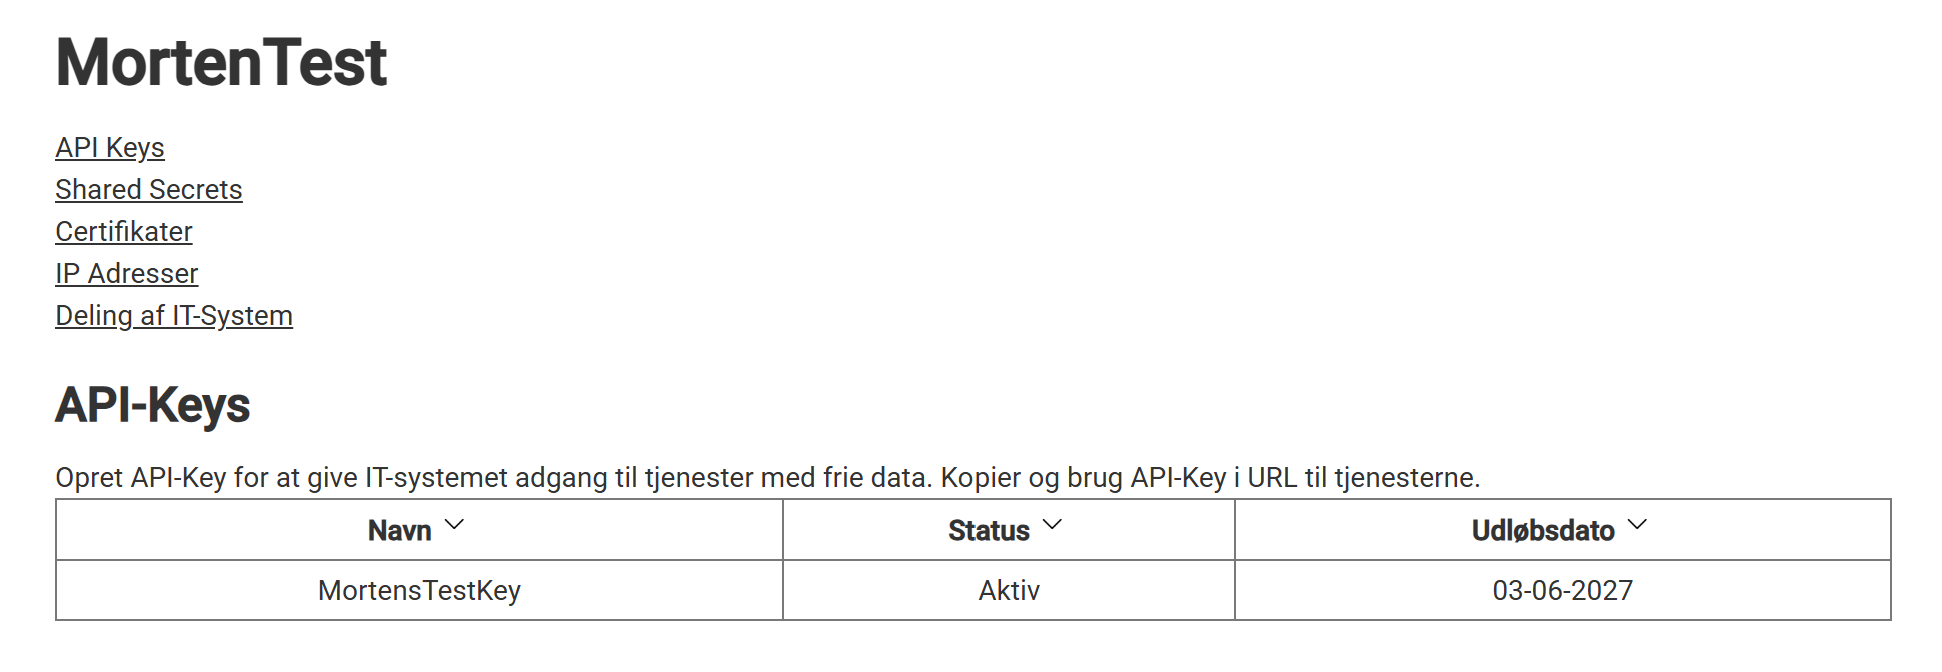 MortenTest
API Keys
Shared Secrets
Certifikater
IP Adresser
Deling af IT-System
API-Keys
Opret API-Key for at give IT-systemet adgang til tjenester med frie data. Kopier og brug API-Key i URL til tjenesterne.
Navn Status Udløbsdato
MortensTestKey Aktiv 03-06-2027